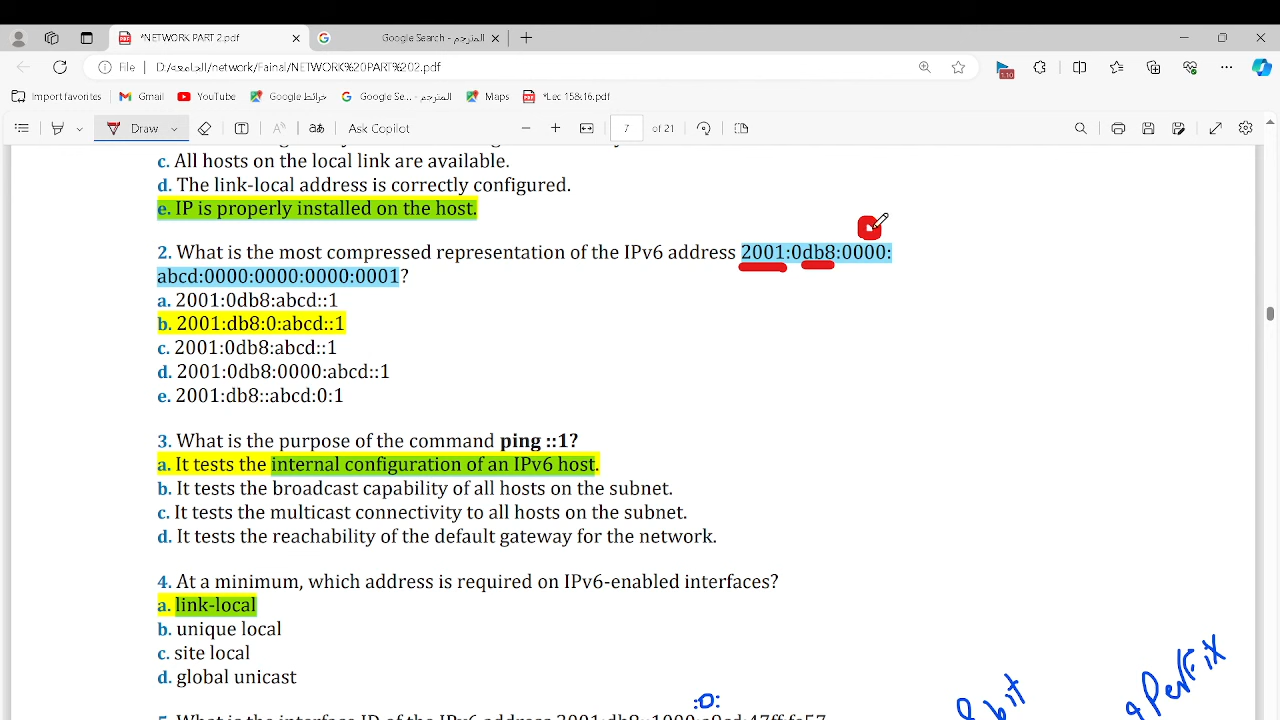 *NETWORK PART 2.pdf
Google Search - المترجم
File
D:/الجامعه/network/Fainal/NETWORK%20PART%202.pdf
1.10
Import favorites
Gmail
YouTube
خرائط Google
المترجم - Google Se...
Maps
*Lec 15&16.pdf
Draw
Ask Copilot
7 of 21
c. All hosts on the local link are available.
d. The link-local address is correctly configured.
e. IP is properly installed on the host.
2. What is the most compressed representation of the IPv6 address 2001:0db8:0000:
abcd:0000:0000:0000:0001?
a. 2001:0db8:abcd::1
b. 2001:db8:0:abcd::1
c. 2001:0db8:abcd::1
d. 2001:0db8:0000:abcd::1
e. 2001:db8::abcd:0:1
3. What is the purpose of the command ping ::1?
a. It tests the internal configuration of an IPv6 host.
b. It tests the broadcast capability of all hosts on the subnet.
c. It tests the multicast connectivity to all hosts on the subnet.
d. It tests the reachability of the default gateway for the network.
4. At a minimum, which address is required on IPv6-enabled interfaces?
a. link-local
b. unique local
c. site local
d. global unicast
:0:
bit